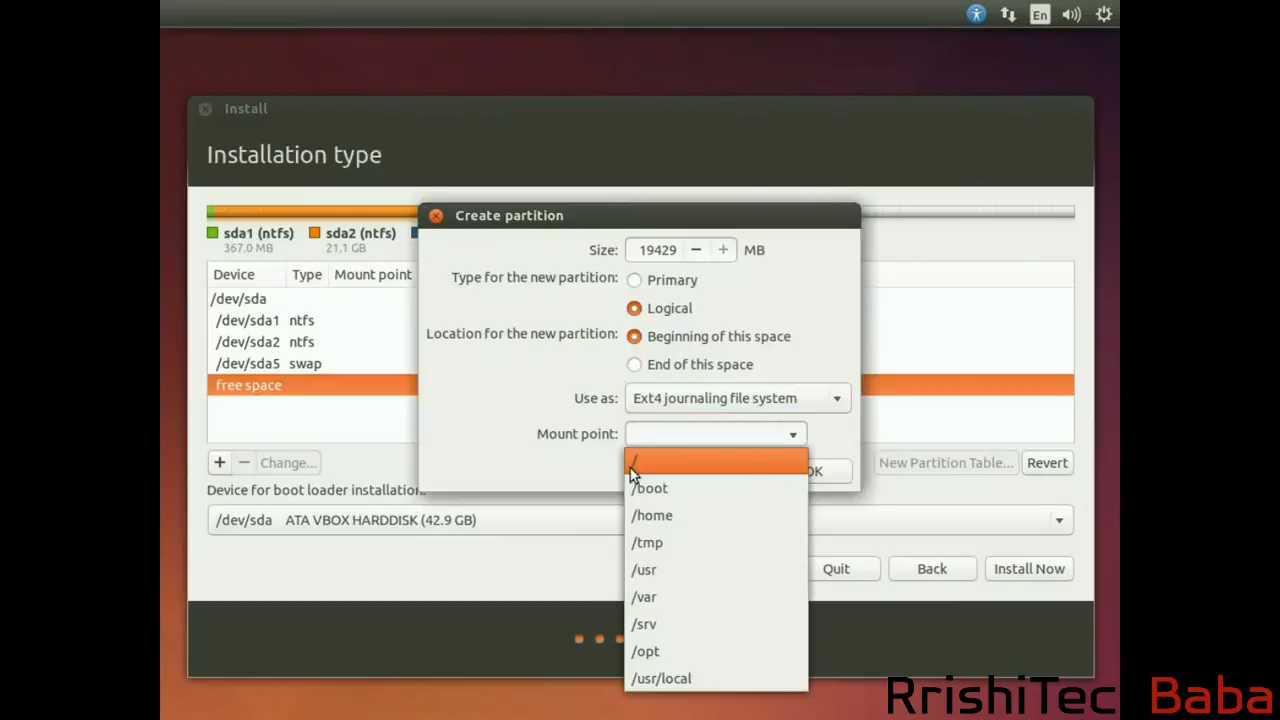 En
Install
Installation type
Create partition
sda1 (ntfs)
367.0 MB
sda2 (ntfs)
21.1 GB
Size: 19429 − + MB
Type for the new partition: Primary
Logical
Location for the new partition: Beginning of this space
End of this space
Use as: Ext4 journaling file system
Mount point:
Device Type Mount point
/dev/sda
/dev/sda1 ntfs
/dev/sda2 ntfs
/dev/sda5 swap
free space
/
/boot
/home
/tmp
/usr
/var
/srv
/opt
/usr/local
OK
+ − Change...
New Partition Table... Revert
Device for boot loader installation:
/dev/sda ATA VBOX HARDDISK (42.9 GB)
Quit Back Install Now
RrishiTec Baba